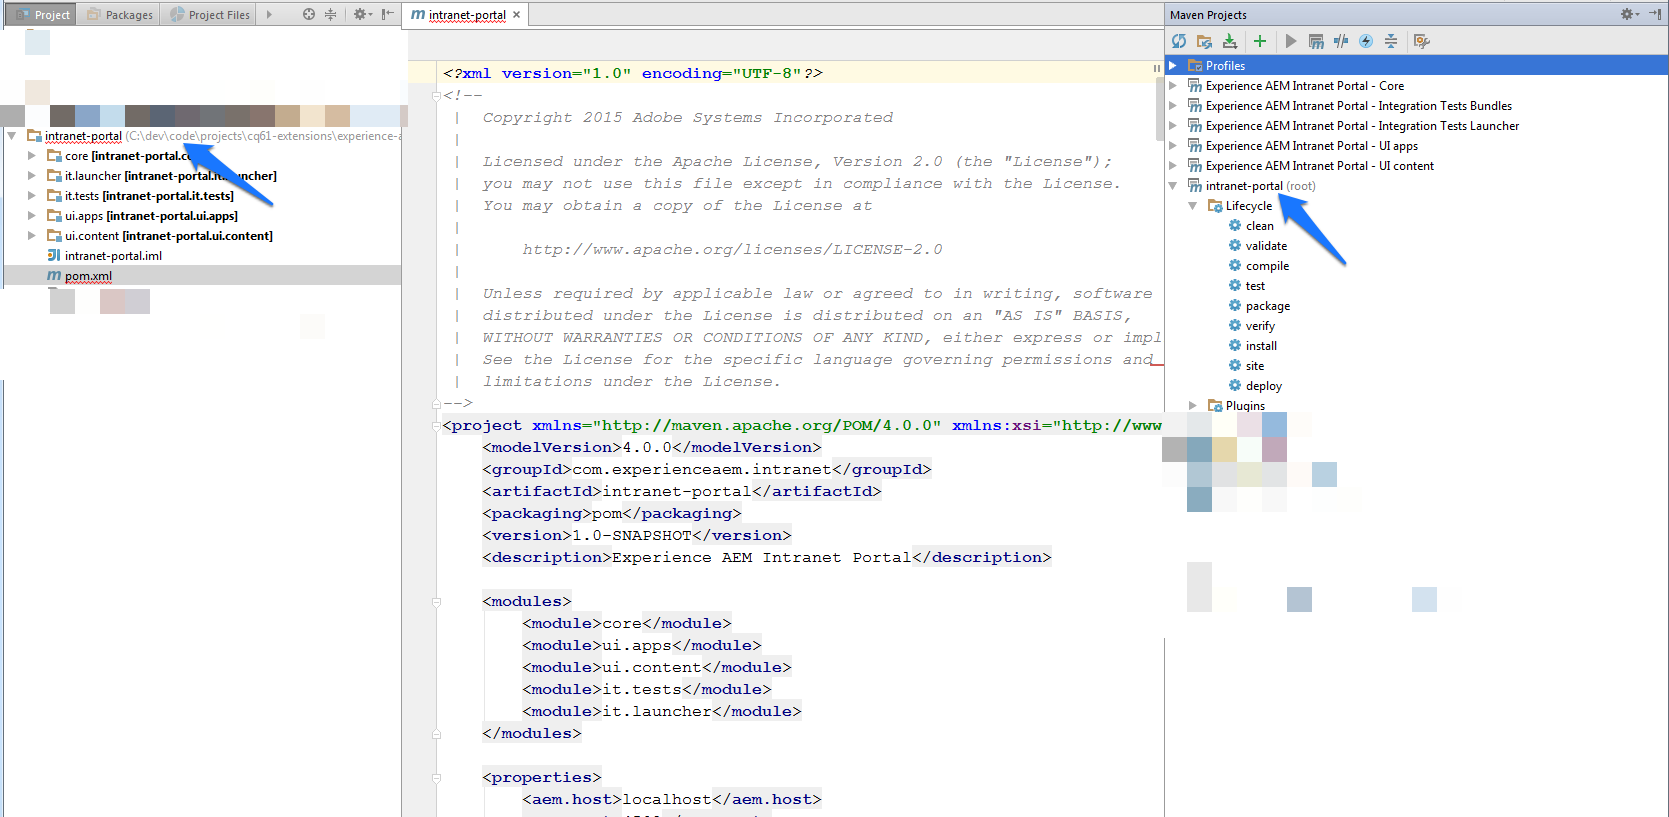 Project
Packages
Project Files
intranet-portal
Maven Projects
intranet-portal (C:\dev\code\projects\cq61-extensions\experience-a
core [intranet-portal.co
it.launcher [intranet-portal.it.launcher]
it.tests [intranet-portal.it.tests]
ui.apps [intranet-portal.ui.apps]
ui.content [intranet-portal.ui.content]
intranet-portal.iml
pom.xml
<?xml version="1.0" encoding="UTF-8"?>
<!--
Copyright 2015 Adobe Systems Incorporated
Licensed under the Apache License, Version 2.0 (the "License");
you may not use this file except in compliance with the License.
You may obtain a copy of the License at
http://www.apache.org/licenses/LICENSE-2.0
Unless required by applicable law or agreed to in writing, software
distributed under the License is distributed on an "AS IS" BASIS,
WITHOUT WARRANTIES OR CONDITIONS OF ANY KIND, either express or impl
See the License for the specific language governing permissions and
limitations under the License.
-->
<project xmlns="http://maven.apache.org/POM/4.0.0" xmlns:xsi="http://www
<modelVersion>4.0.0</modelVersion>
<groupId>com.experienceaem.intranet</groupId>
<artifactId>intranet-portal</artifactId>
<packaging>pom</packaging>
<version>1.0-SNAPSHOT</version>
<description>Experience AEM Intranet Portal</description>
<modules>
<module>core</module>
<module>ui.apps</module>
<module>ui.content</module>
<module>it.tests</module>
<module>it.launcher</module>
</modules>
<properties>
<aem.host>localhost</aem.host>
Profiles
Experience AEM Intranet Portal - Core
Experience AEM Intranet Portal - Integration Tests Bundles
Experience AEM Intranet Portal - Integration Tests Launcher
Experience AEM Intranet Portal - UI apps
Experience AEM Intranet Portal - UI content
intranet-portal (root)
Lifecycle
clean
validate
compile
test
package
verify
install
site
deploy
Plugins